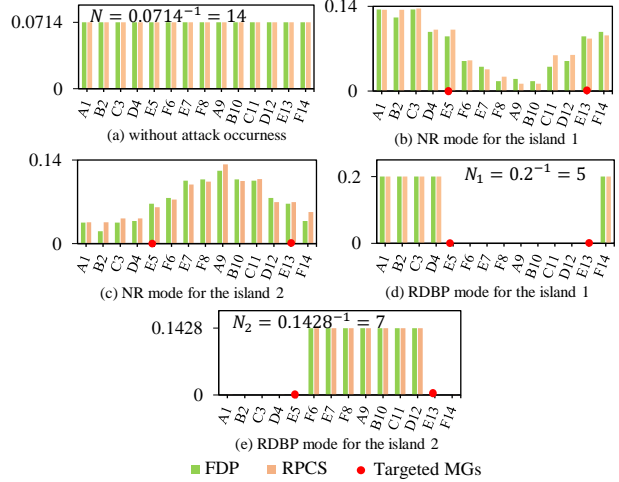 N = 0.0714⁻¹ = 14
0.0714
0
A1 B2 C3 D4 E5 F6 E7 F8 A9 B10 C11 D12 E13 F14
(a) without attack occurness
0.14
0
A1 B2 C3 D4 E5 F6 E7 F8 A9 B10 C11 D12 E13 F14
(b) NR mode for the island 1
0.14
0
A1 B2 C3 D4 E5 F6 E7 F8 A9 B10 C11 D12 E13 F14
(c) NR mode for the island 2
N₁ = 0.2⁻¹ = 5
0.2
0
A1 B2 C3 D4 E5 F6 E7 F8 A9 B10 C11 D12 E13 F14
(d) RDBP mode for the island 1
N₂ = 0.1428⁻¹ = 7
0.1428
0
A1 B2 C3 D4 E5 F6 E7 F8 A9 B10 C11 D12 E13 F14
(e) RDBP mode for the island 2
FDP RPCS Targeted MGs